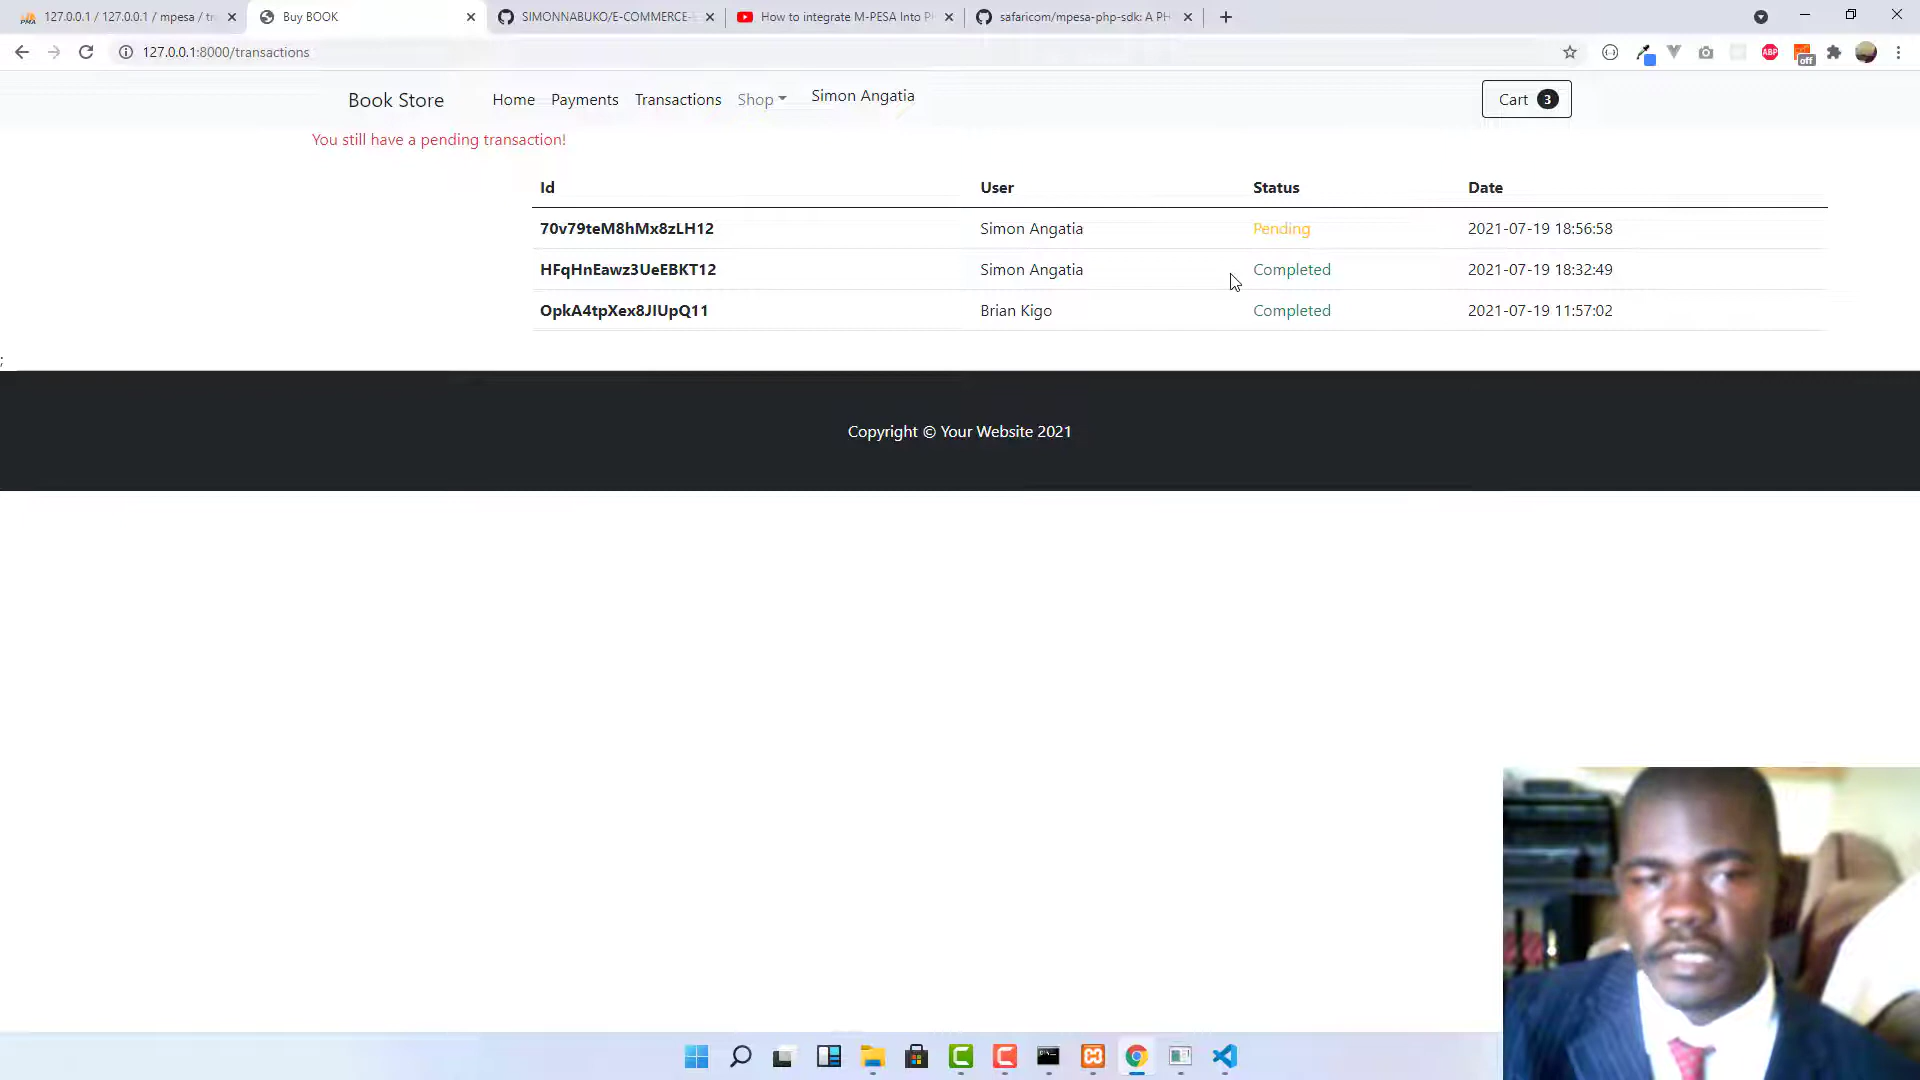 127.0.0.1 / 127.0.0.1 / mpesa / tr
Buy BOOK
SIMONNABUKO/E-COMMERCE-
How to integrate M-PESA Into P
safaricom/mpesa-php-sdk: A PH
127.0.0.1:8000/transactions
ABP
off
Book Store
Home
Payments
Transactions
Shop
Simon Angatia
Cart 3
You still have a pending transaction!
Id User Status Date
70v79teM8hMx8zLH12 Simon Angatia Pending 2021-07-19 18:56:58
HFqHnEawz3UeEBKT12 Simon Angatia Completed 2021-07-19 18:32:49
OpkA4tpXex8JIUpQ11 Brian Kigo Completed 2021-07-19 11:57:02
;
Copyright © Your Website 2021